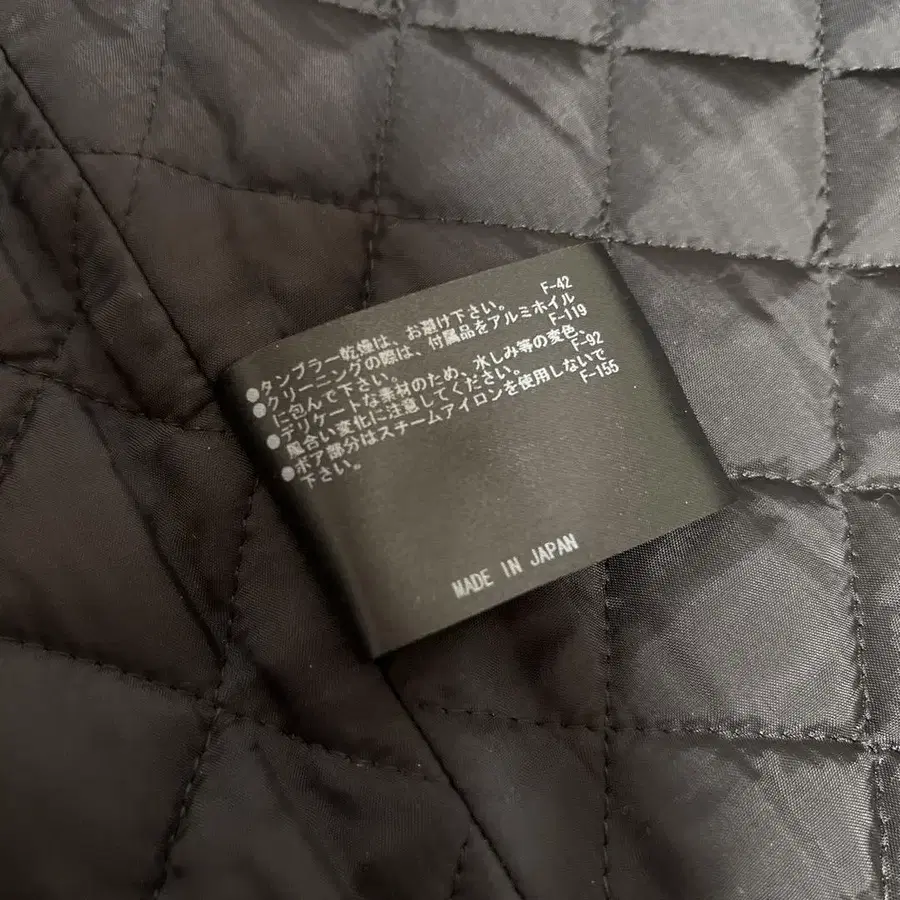 ●タンブラー乾燥は、お避け下さい。 F-42
●クリーニングの際は、付属品をアルミホイル
に包んで下さい。 F-119
●デリケートな素材のため、水しみ等の変色、
風合い変化に注意してください。 F-92
●ボア部分はスチームアイロンを使用しないで
下さい。 F-155
MADE IN JAPAN